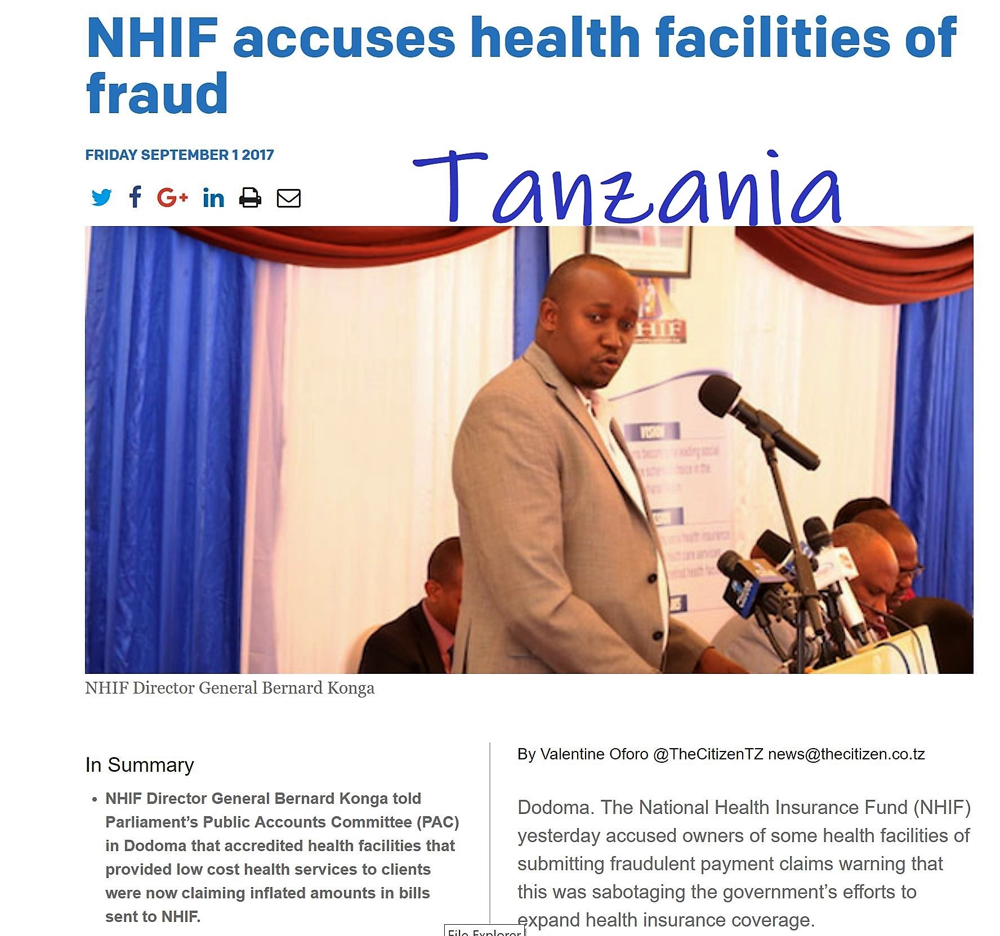 NHIF accuses health facilities of
fraud
FRIDAY SEPTEMBER 1 2017
Tanzania
G+
in
HIF
VISION
NHIF Director General Bernard Konga
In Summary
• NHIF Director General Bernard Konga told
Parliament’s Public Accounts Committee (PAC)
in Dodoma that accredited health facilities that
provided low cost health services to clients
were now claiming inflated amounts in bills
sent to NHIF.
By Valentine Oforo @TheCitizenTZ news@thecitizen.co.tz
Dodoma. The National Health Insurance Fund (NHIF)
yesterday accused owners of some health facilities of
submitting fraudulent payment claims warning that
this was sabotaging the government’s efforts to
expand health insurance coverage.
File Explorer